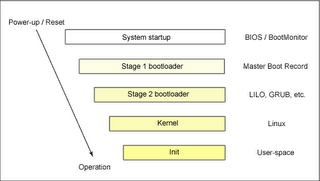 Power-up / Reset
System startup
BIOS / BootMonitor
Stage 1 bootloader
Master Boot Record
Stage 2 bootloader
LILO, GRUB, etc.
Kernel
Linux
Init
User-space
Operation